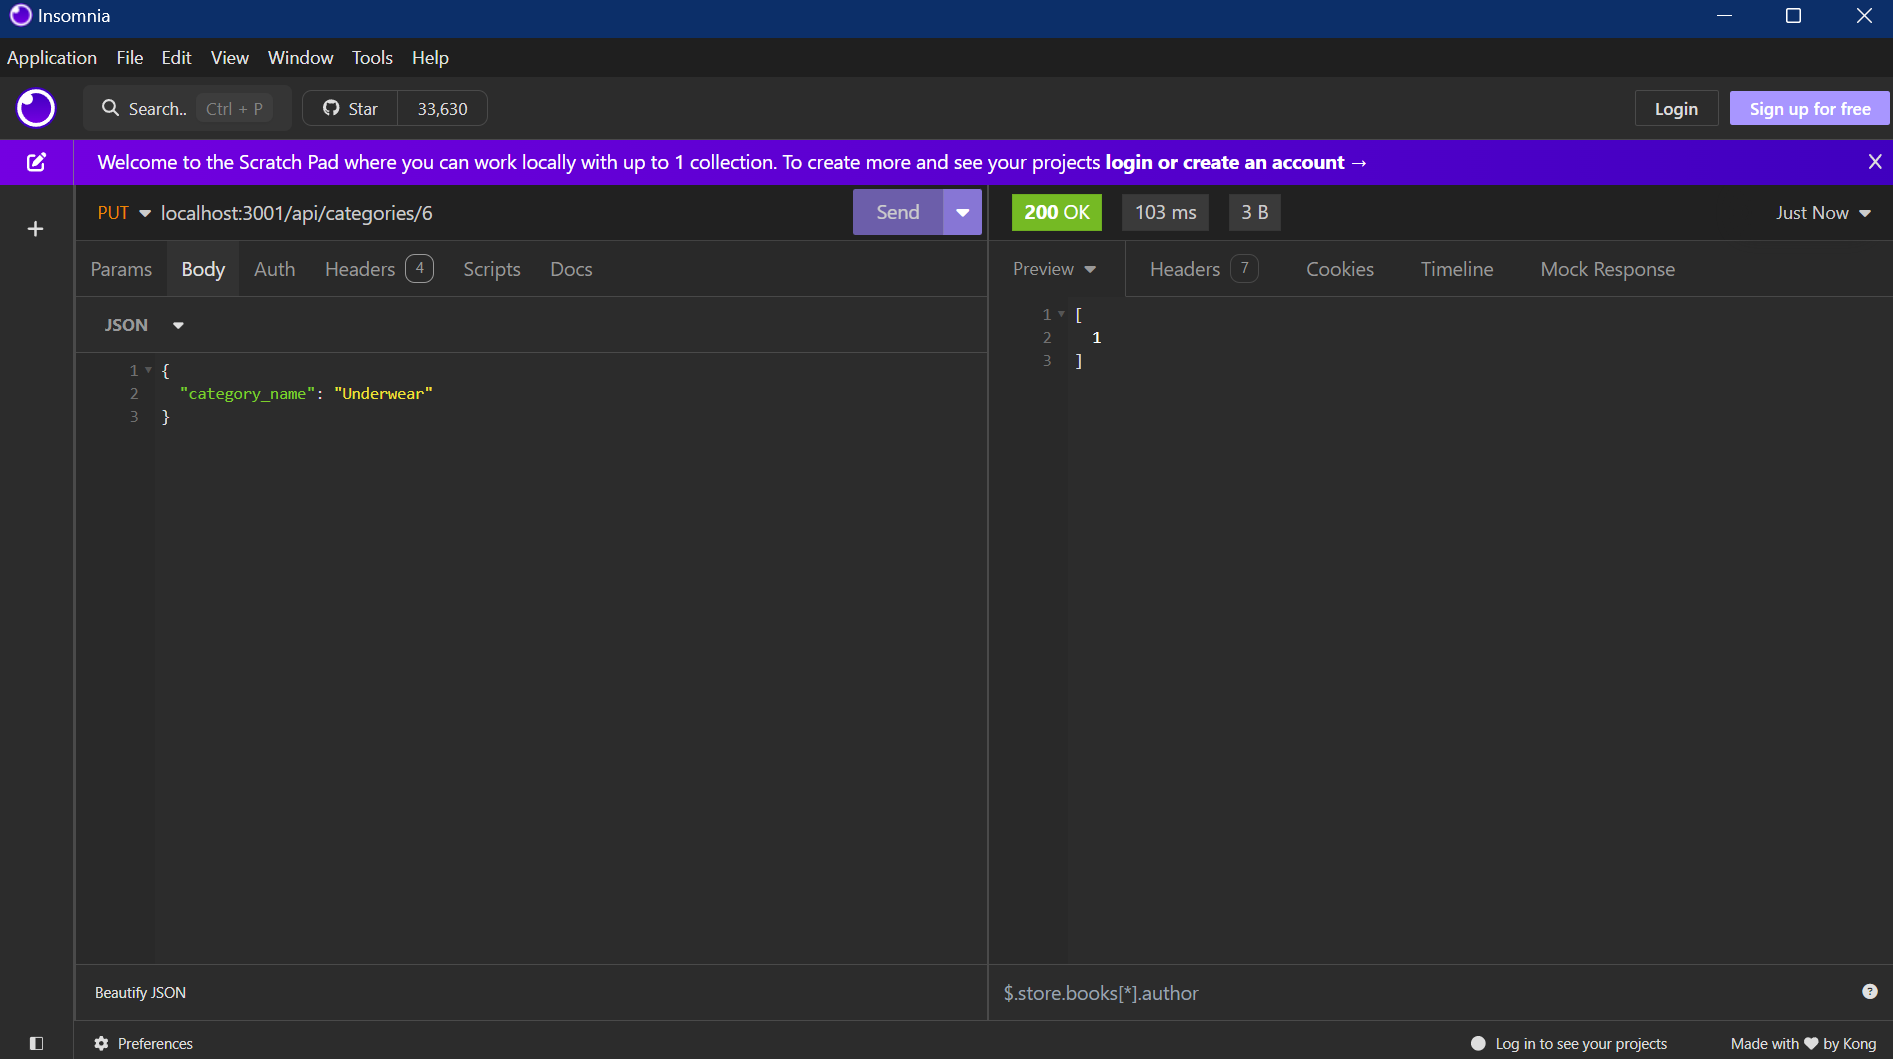 Insomnia
Application File Edit View Window Tools Help
Search.. Ctrl + P Star 33,630 Login Sign up for free
Welcome to the Scratch Pad where you can work locally with up to 1 collection. To create more and see your projects login or create an account → X
PUT localhost:3001/api/categories/6 Send 200 OK 103 ms 3 B Just Now
Params Body Auth Headers 4 Scripts Docs
Preview Headers 7 Cookies Timeline Mock Response
JSON
1 {
2 "category_name": "Underwear"
3 }
1 [
2 1
3 ]
Beautify JSON
$.store.books[*].author ?
Preferences
Log in to see your projects Made with ♥ by Kong